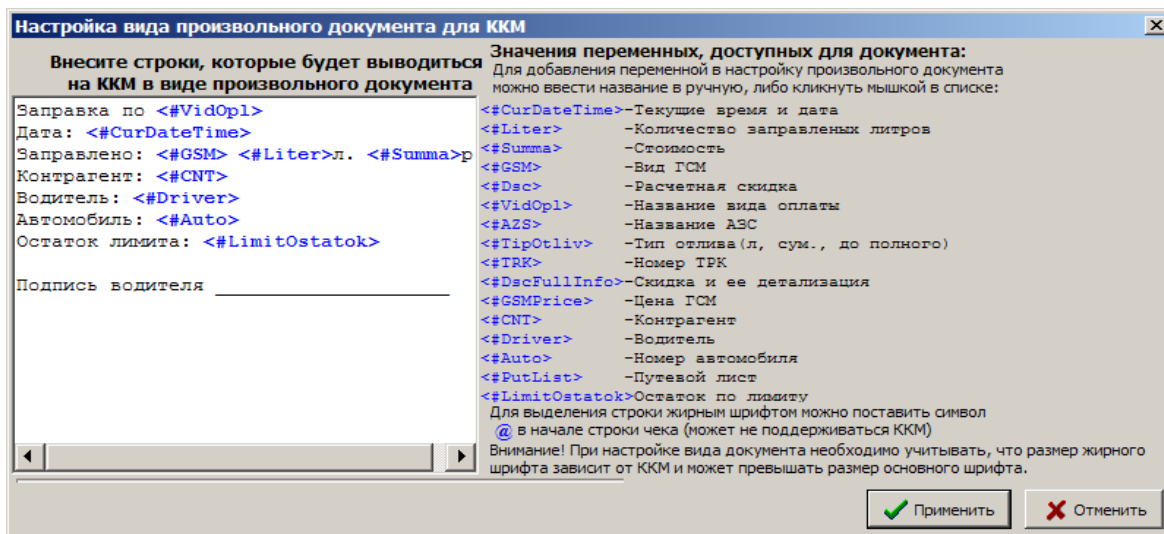 Настройка вида произвольного документа для ККМ
Внесите строки, которые будет выводиться
на ККМ в виде произвольного документа
Заправка по <#VidOpl>
Дата: <#CurDateTime>
Заправлено: <#GSM> <#Liter>л. <#Summa>р
Контрагент: <#CNT>
Водитель: <#Driver>
Автомобиль: <#Auto>
Остаток лимита: <#LimitOstatok>
Подпись водителя ____________________
Значения переменных, доступных для документа:
Для добавления переменной в настройку произвольного документа
можно ввести название в ручную, либо кликнуть мышкой в списке:
<#CurDateTime>-Текущие время и дата
<#Liter> -Количество заправленых литров
<#Summa> -Стоимость
<#GSM> -Вид ГСМ
<#Dsc> -Расчетная скидка
<#VidOpl> -Название вида оплаты
<#AZS> -Название АЗС
<#TipOtliv> -Тип отлива(л, сум., до полного)
<#TRK> -Номер ТРК
<#DscFullInfo>-Скидка и ее детализация
<#GSMPrice> -Цена ГСМ
<#CNT> -Контрагент
<#Driver> -Водитель
<#Auto> -Номер автомобиля
<#PutList> -Путевой лист
<#LimitOstatok>Остаток по лимиту
Для выделения строки жирным шрифтом можно поставить символ
@ в начале строки чека (может не поддерживаться ККМ)
Внимание! При настройке вида документа необходимо учитывать, что размер жирного
шрифта зависит от ККМ и может превышать размер основного шрифта.
Применить
Отменить